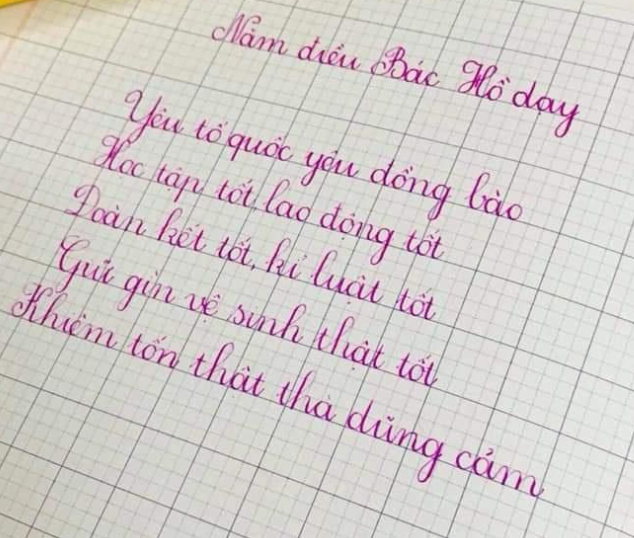 Năm điều Bác Hồ dạy
Yêu tổ quốc yêu đồng bào
Học tập tốt, lao động tốt
Đoàn kết tốt, kỉ luật tốt
Giữ gìn vệ sinh thật tốt
Khiêm tốn thật thà dũng cảm